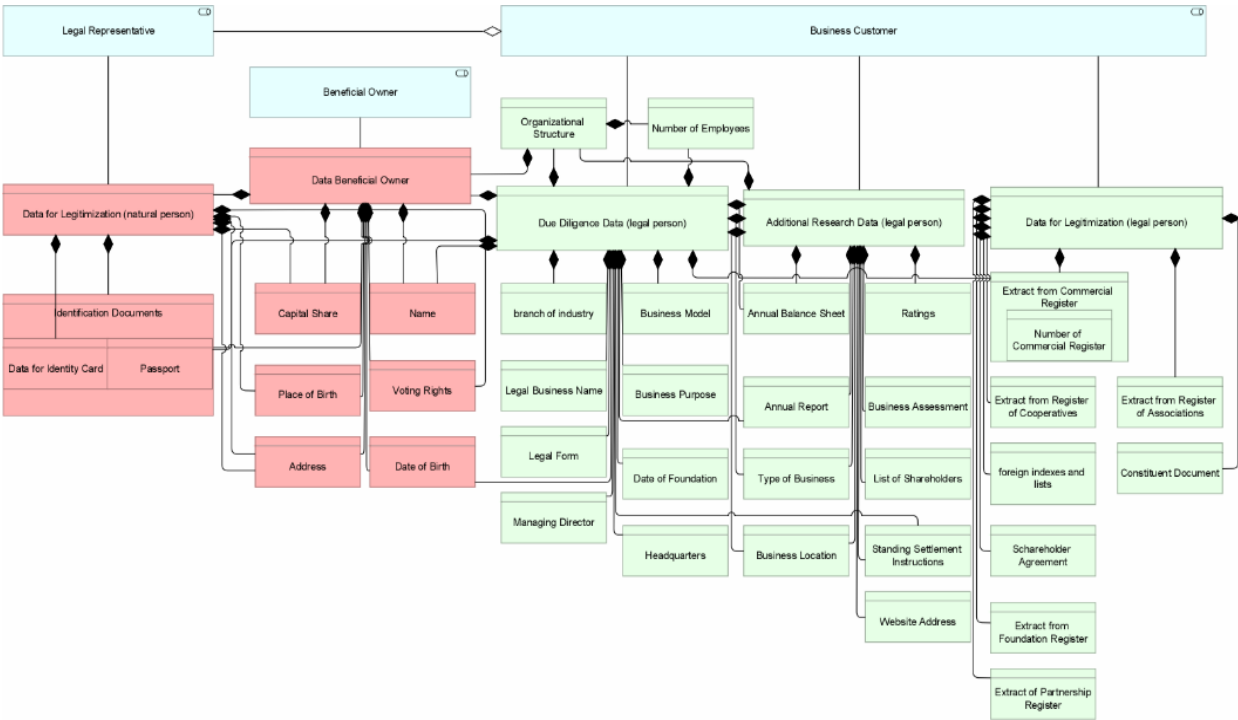 Legal Representative
Business Customer
Beneficial Owner
Organizational
Structure
Number of Employees
Data Beneficial Owner
Data for Legitimization (natural person)
Due Diligence Data (legal person)
Additional Research Data (legal person)
Data for Legitimization (legal person)
Identification Documents
Data for Identity Card
Passport
Capital Share
Name
branch of industry
Business Model
Annual Balance Sheet
Ratings
Extract from Commercial
Register
Number of
Commercial Register
Place of Birth
Voting Rights
Legal Business Name
Business Purpose
Annual Report
Business Assessment
Extract from Register
of Cooperatives
Extract from Register
of Associations
Address
Date of Birth
Legal Form
Date of Foundation
Type of Business
List of Shareholders
foreign indexes and
lists
Constituent Document
Managing Director
Headquarters
Business Location
Standing Settlement
Instructions
Schareholder
Agreement
Website Address
Extract from
Foundation Register
Extract of Partnership
Register